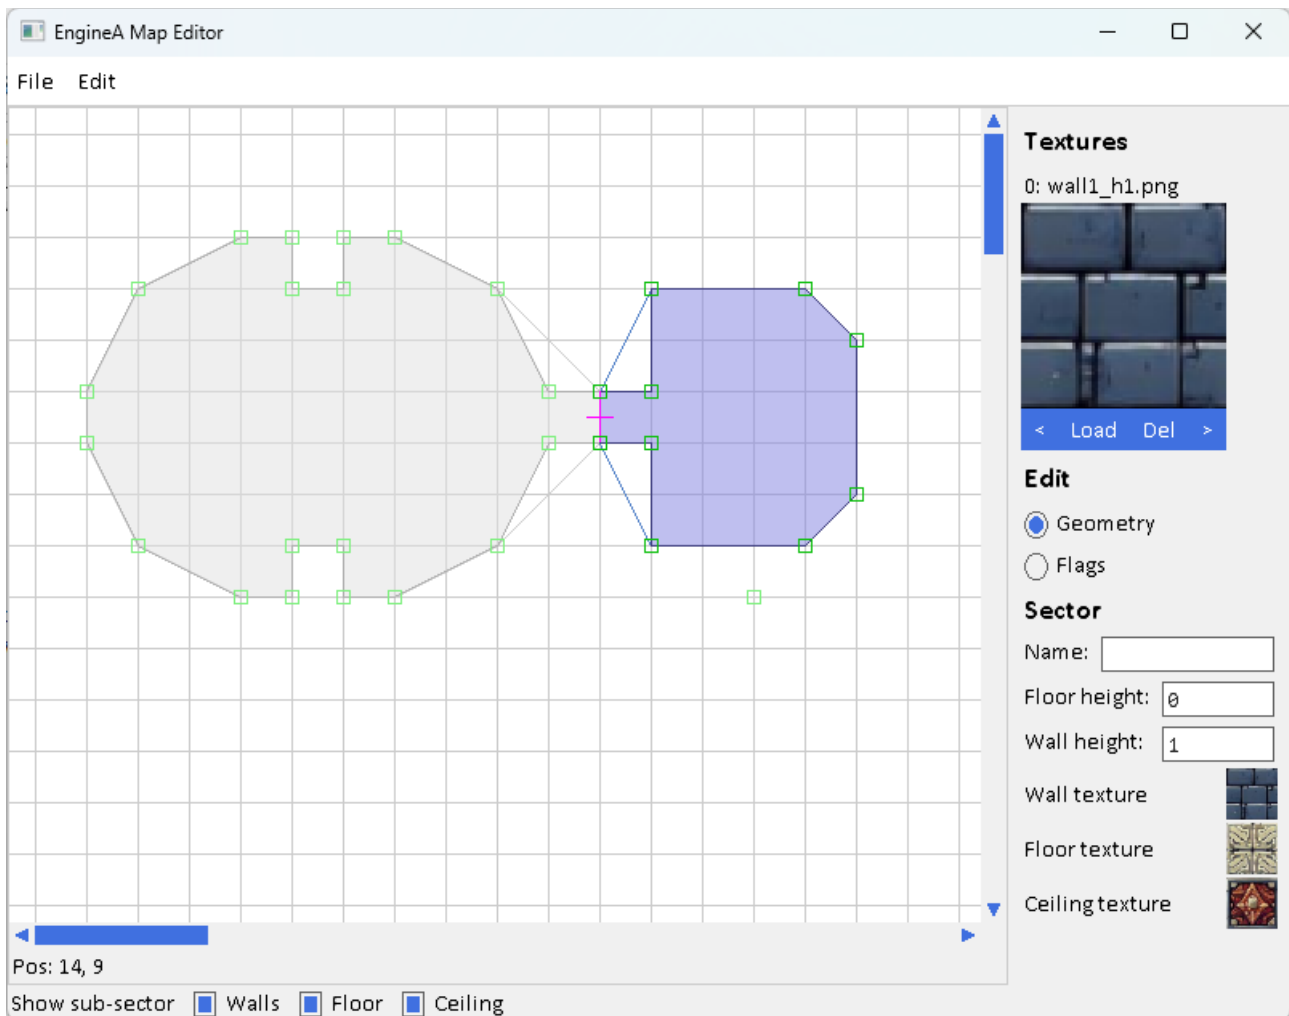 EngineA Map Editor
File Edit
Textures
0: wall1_h1.png
< Load Del >
Edit
Geometry
Flags
Sector
Name:
Floor height: 0
Wall height: 1
Wall texture
Floor texture
Ceiling texture
Pos: 14, 9
Show sub-sector Walls Floor Ceiling